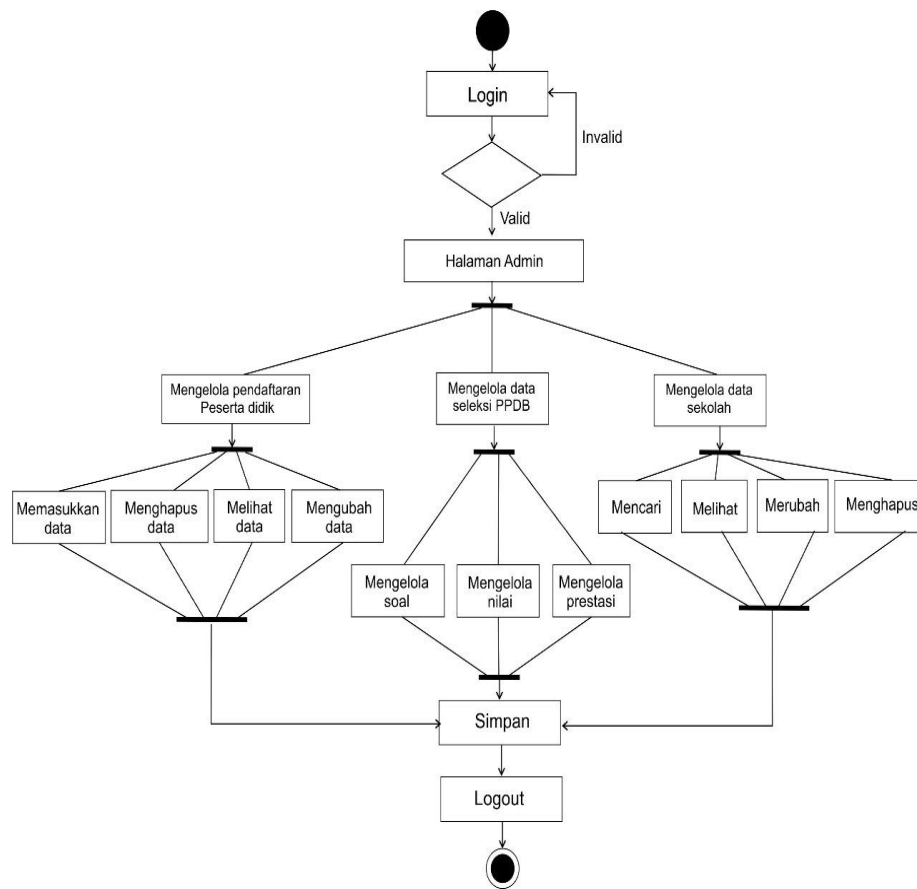 Login
Invalid
Valid
Halaman Admin
Mengelola pendaftaran
Peserta didik
Mengelola data
seleksi PPDB
Mengelola data
sekolah
Memasukkan
data
Menghapus
data
Melihat
data
Mengubah
data
Mencari
Melihat
Merubah
Menghapus
Mengelola
soal
Mengelola
nilai
Mengelola
prestasi
Simpan
Logout